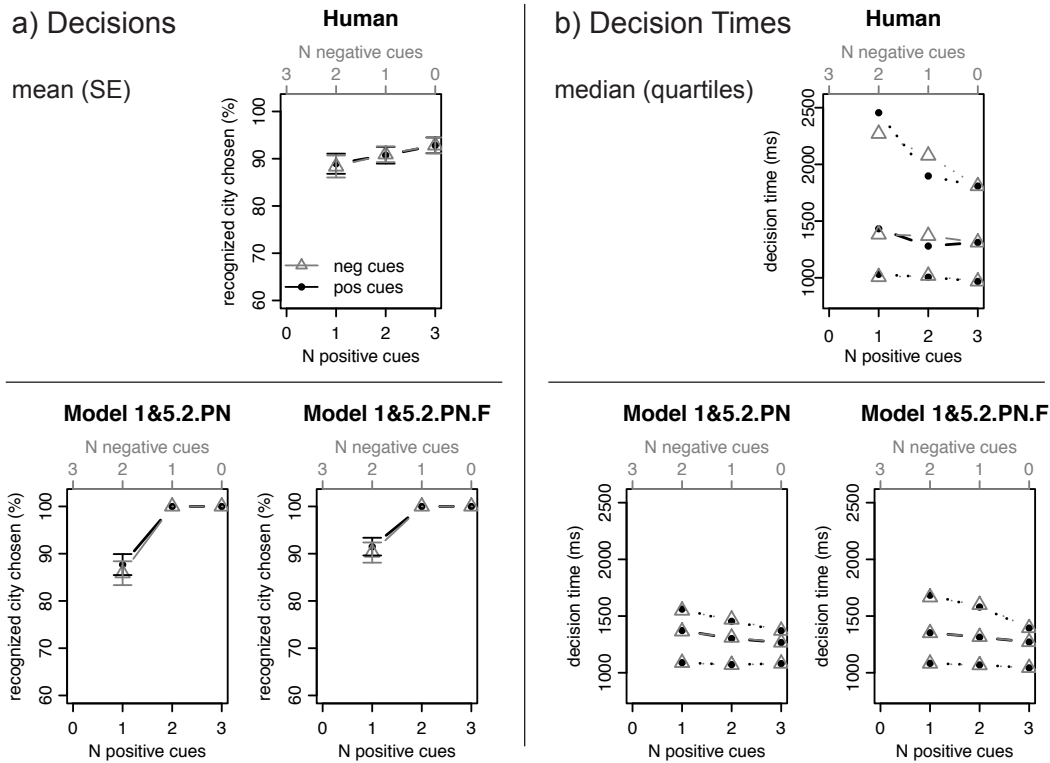 a) Decisions
mean (SE)
Human
N negative cues
3 2 1 0
recognized city chosen (%)
100
90
80
70
60
neg cues
pos cues
0 1 2 3
N positive cues
b) Decision Times
median (quartiles)
Human
N negative cues
3 2 1 0
decision time (ms)
2500
2000
1500
1000
0 1 2 3
N positive cues
Model 1&5.2.PN
N negative cues
3 2 1 0
recognized city chosen (%)
100
90
80
70
60
0 1 2 3
N positive cues
Model 1&5.2.PN.F
N negative cues
3 2 1 0
recognized city chosen (%)
100
90
80
70
60
0 1 2 3
N positive cues
Model 1&5.2.PN
N negative cues
3 2 1 0
decision time (ms)
2500
2000
1500
1000
0 1 2 3
N positive cues
Model 1&5.2.PN.F
N negative cues
3 2 1 0
decision time (ms)
2500
2000
1500
1000
0 1 2 3
N positive cues